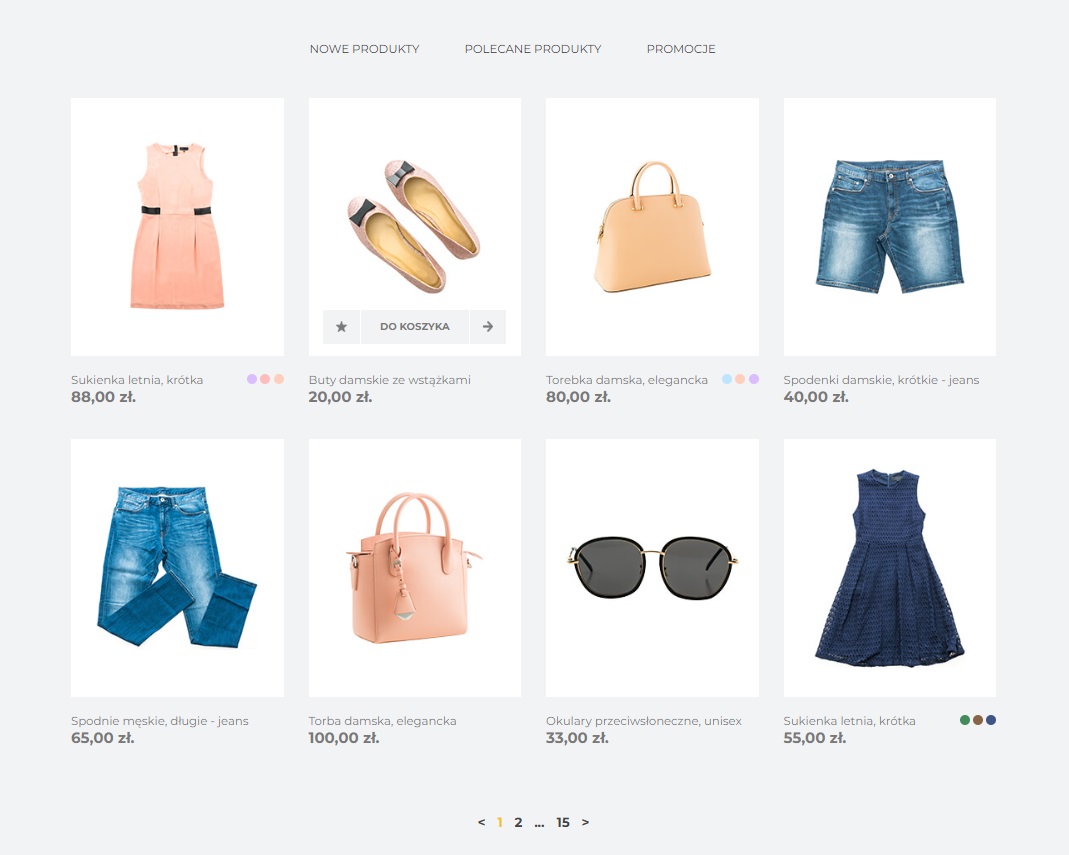 NOWE PRODUKTY POLECANE PRODUKTY PROMOCJE
DO KOSZYKA
Sukienka letnia, krótka
88,00 zł.
Buty damskie ze wstążkami
20,00 zł.
Torebka damska, elegancka
80,00 zł.
Spodenki damskie, krótkie - jeans
40,00 zł.
Spodnie męskie, długie - jeans
65,00 zł.
Torba damska, elegancka
100,00 zł.
Okulary przeciwsłoneczne, unisex
33,00 zł.
Sukienka letnia, krótka
55,00 zł.
< 1 2 ... 15 >